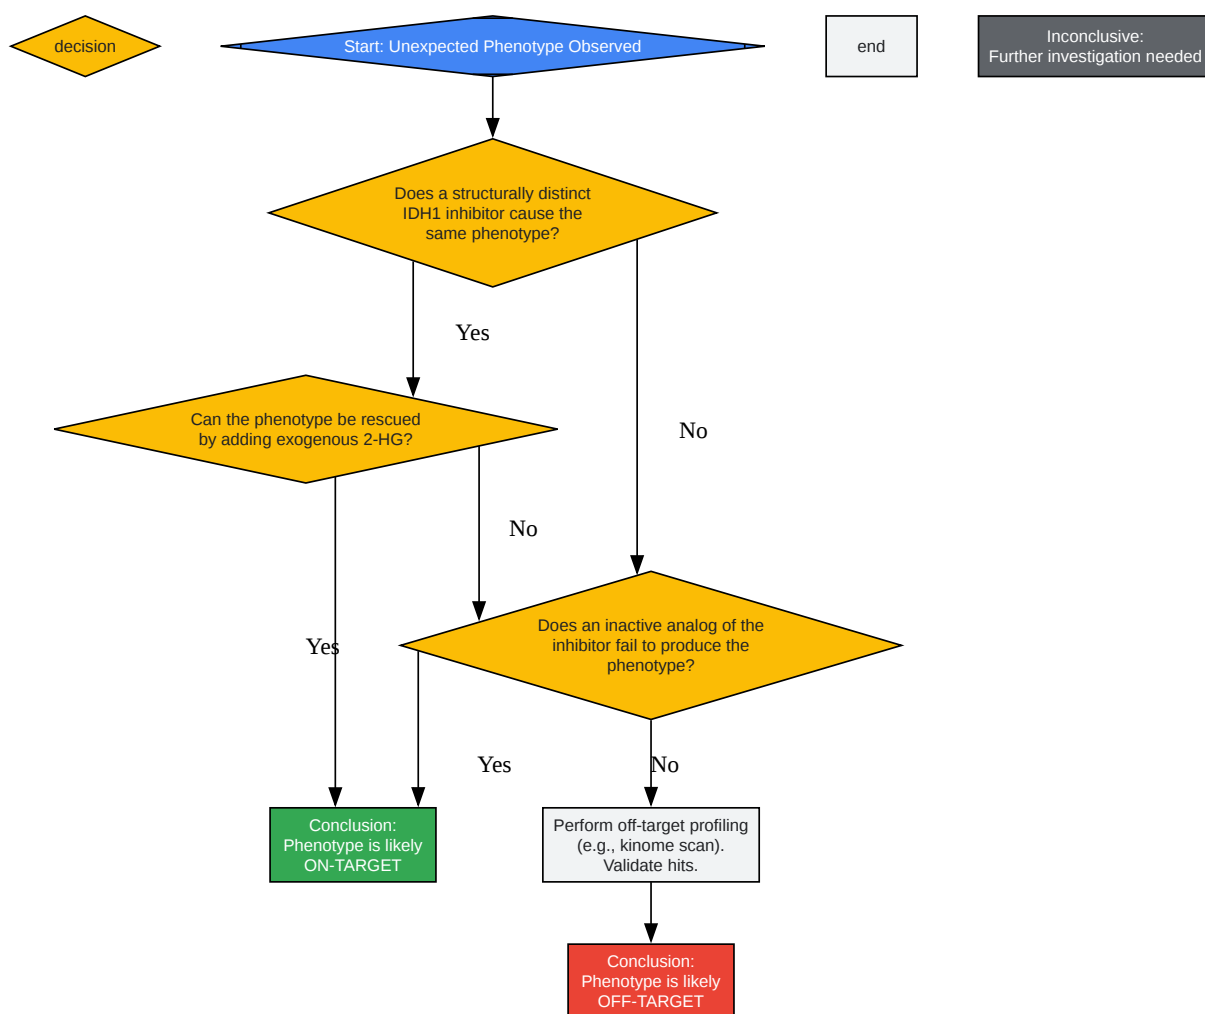 decision
Start: Unexpected Phenotype Observed
end
Inconclusive:
Further investigation needed
Does a structurally distinct
IDH1 inhibitor cause the
same phenotype?
Yes
No
Can the phenotype be rescued
by adding exogenous 2-HG?
No
Yes
Does an inactive analog of the
inhibitor fail to produce the
phenotype?
Yes
No
Conclusion:
Phenotype is likely
ON-TARGET
Perform off-target profiling
(e.g., kinome scan).
Validate hits.
Conclusion:
Phenotype is likely
OFF-TARGET